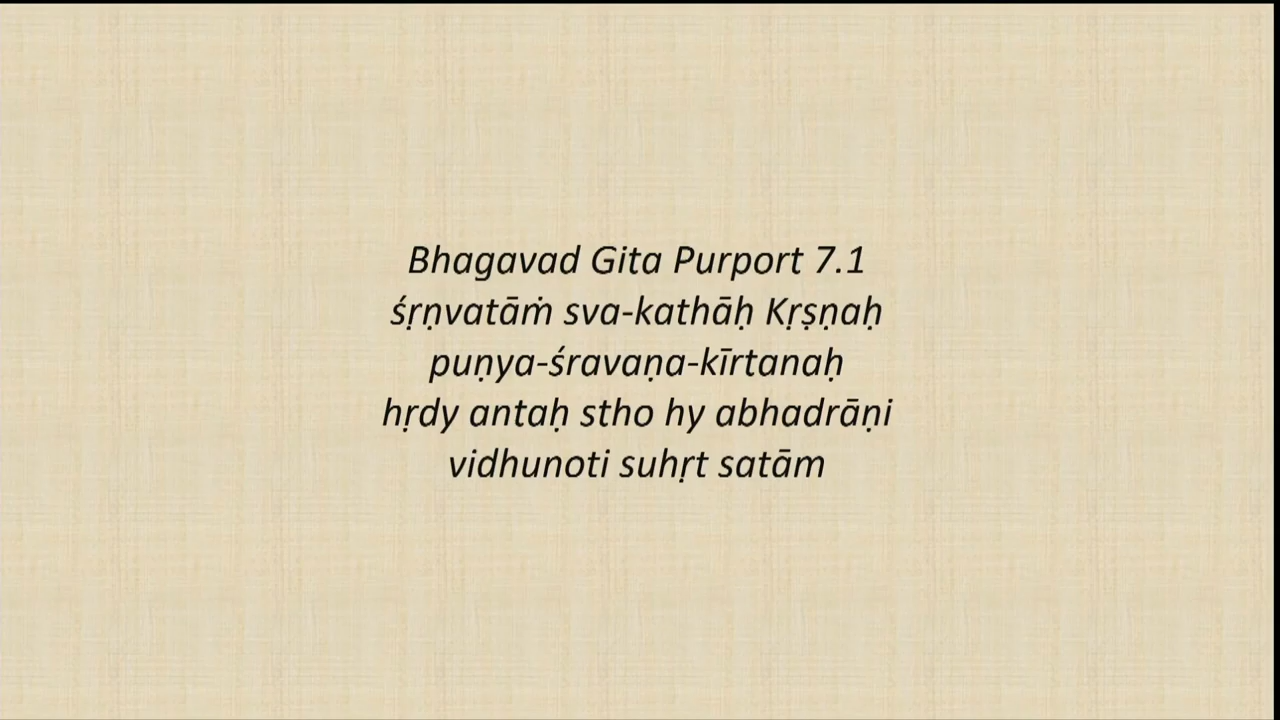 Bhagavad Gita Purport 7.1
śṛṇvatāṁ sva-kathāḥ Kṛṣṇaḥ
puṇya-śravaṇa-kīrtanaḥ
hṛdy antaḥ stho hy abhadrāṇi
vidhunoti suhṛt satām